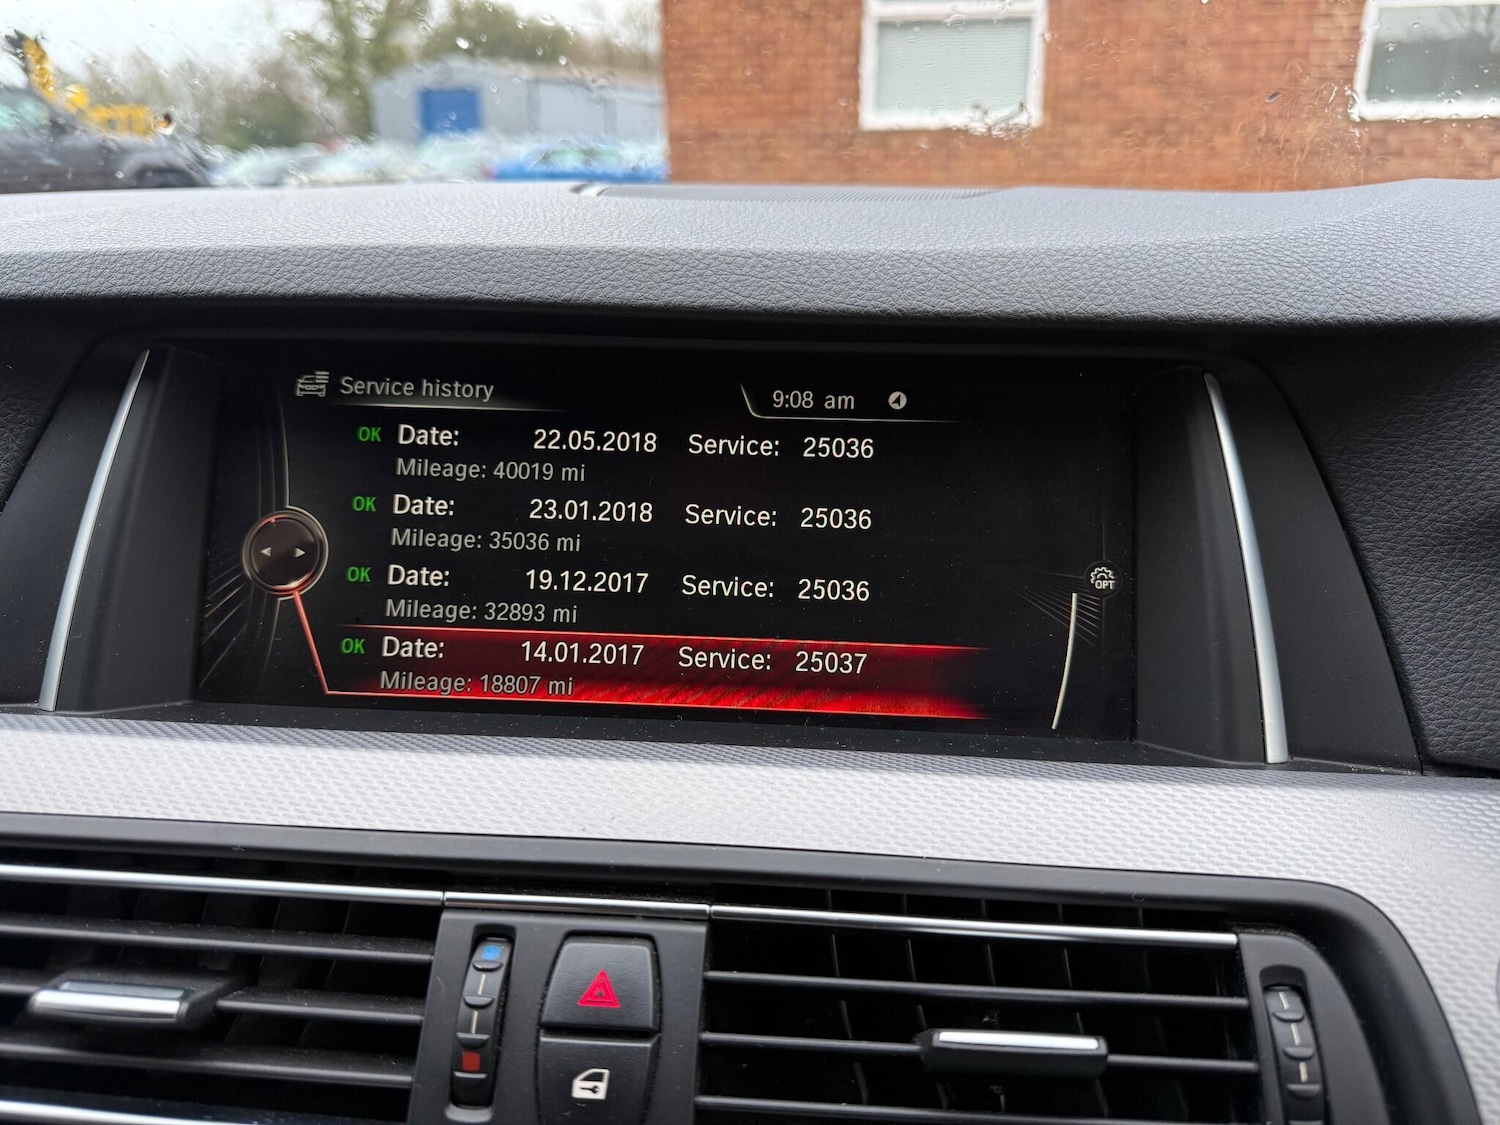 Service history
9:08 am
OK Date: 22.05.2018 Service: 25036
Mileage: 40019 mi
OK Date: 23.01.2018 Service: 25036
Mileage: 35036 mi
OK Date: 19.12.2017 Service: 25036
Mileage: 32893 mi
OK Date: 14.01.2017 Service: 25037
Mileage: 18807 mi
OPT